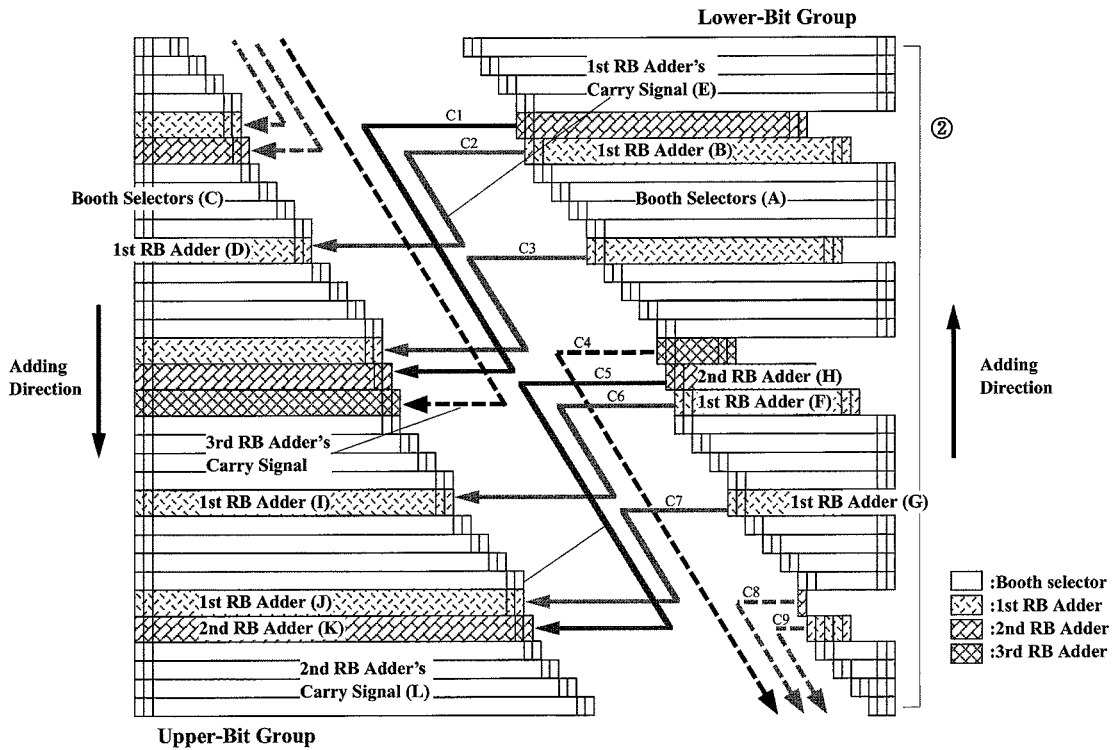 Lower-Bit Group
1st RB Adder's
Carry Signal (E)
C1
②
C2
1st RB Adder (B)
Booth Selectors (C)
Booth Selectors (A)
1st RB Adder (D)
C3
Adding
Direction
C4
C5
2nd RB Adder (H)
Adding
Direction
C6
1st RB Adder (F)
3rd RB Adder's
Carry Signal
1st RB Adder (I)
C7
1st RB Adder (G)
:Booth selector
1st RB Adder (J)
C8
:1st RB Adder
2nd RB Adder (K)
C9
:2nd RB Adder
:3rd RB Adder
2nd RB Adder's
Carry Signal (L)
Upper-Bit Group